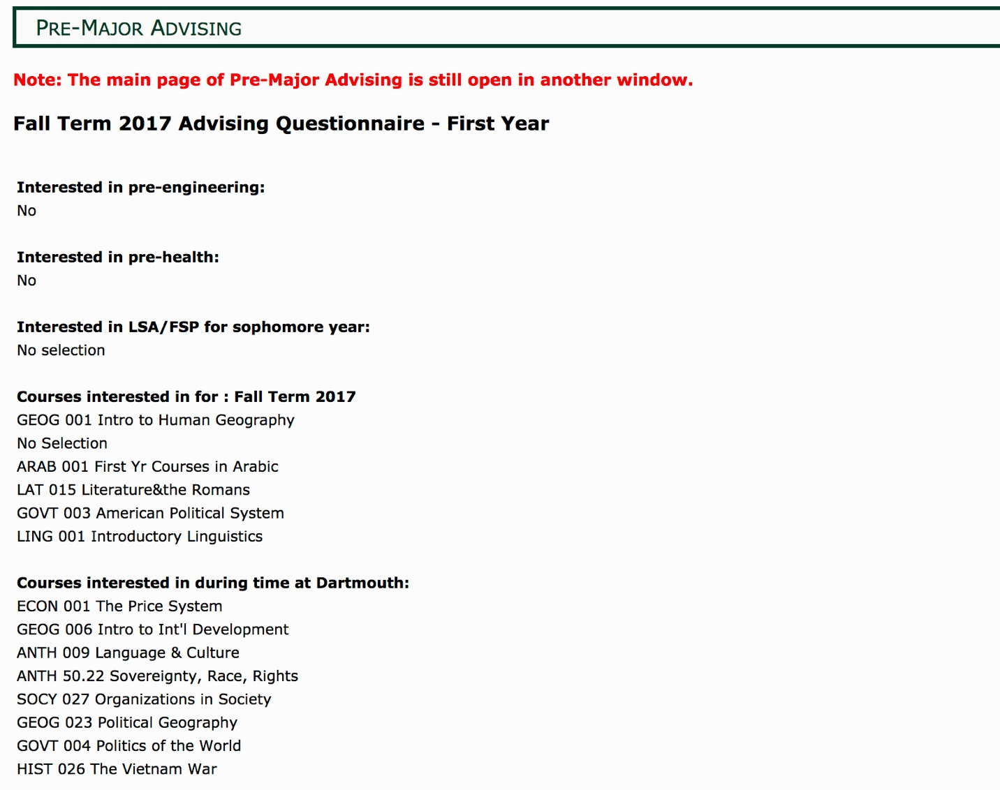 PRE-MAJOR ADVISING
Note: The main page of Pre-Major Advising is still open in another window.
Fall Term 2017 Advising Questionnaire - First Year
Interested in pre-engineering:
No
Interested in pre-health:
No
Interested in LSA/FSP for sophomore year:
No selection
Courses interested in for : Fall Term 2017
GEOG 001 Intro to Human Geography
No Selection
ARAB 001 First Yr Courses in Arabic
LAT 015 Literature&the Romans
GOVT 003 American Political System
LING 001 Introductory Linguistics
Courses interested in during time at Dartmouth:
ECON 001 The Price System
GEOG 006 Intro to Int'l Development
ANTH 009 Language & Culture
ANTH 50.22 Sovereignty, Race, Rights
SOCY 027 Organizations in Society
GEOG 023 Political Geography
GOVT 004 Politics of the World
HIST 026 The Vietnam War